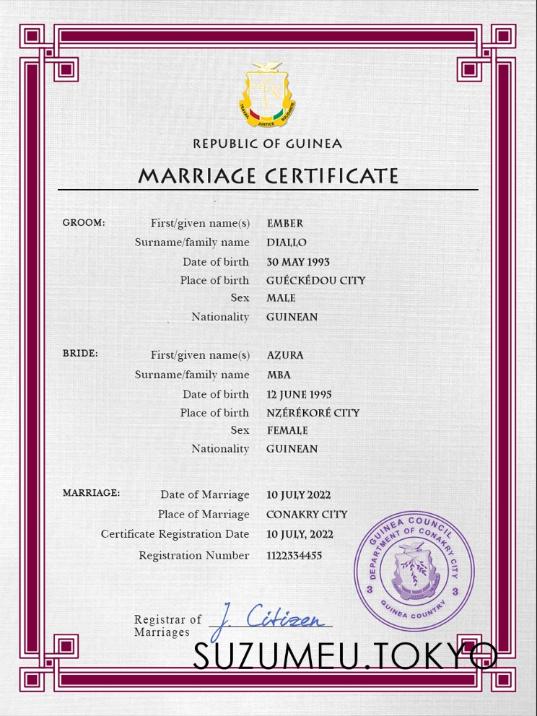 TRAVAIL JUSTICE SOLIDARITE
REPUBLIC OF GUINEA
MARRIAGE CERTIFICATE
GROOM: First/given name(s) EMBER
Surname/family name DIALLO
Date of birth 30 MAY 1993
Place of birth GUÉCKÉDOU CITY
Sex MALE
Nationality GUINEAN
BRIDE: First/given name(s) AZURA
Surname/family name MBA
Date of birth 12 JUNE 1995
Place of birth NZÉRÉKORÉ CITY
Sex FEMALE
Nationality GUINEAN
MARRIAGE: Date of Marriage 10 JULY 2022
Place of Marriage CONAKRY CITY
Certificate Registration Date 10 JULY, 2022
Registration Number 1122334455
GUINEA COUNCIL
DEPARTMENT OF CONAKRY CITY
3 3
GUINEA COUNTRY
Registrar of Marriages J. Citizen
SUZUMEU.TOKYO